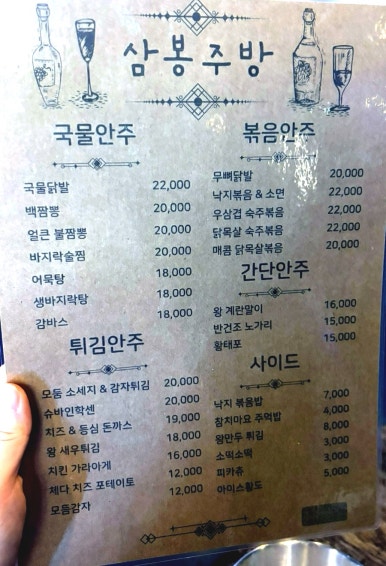 삼봉주방
국물안주
국물닭발 22,000
백짬뽕 20,000
얼큰 불짬뽕 20,000
바지락술찜 20,000
어묵탕 18,000
생바지락탕 18,000
감바스 18,000
튀김안주
모둠 소세지 & 감자튀김 20,000
슈바인학센 20,000
치즈 & 등심 돈까스 19,000
왕 새우튀김 18,000
치킨 가라아게 16,000
체다 치즈 포테이토 12,000
모듬감자 12,000
볶음안주
무뼈닭발 20,000
낙지볶음 & 소면 22,000
우삼겹 숙주볶음 22,000
닭목살 숙주볶음 22,000
매콤 닭목살볶음 20,000
간단안주
왕 계란말이 16,000
반건조 노가리 15,000
황태포 15,000
사이드
낙지 볶음밥 7,000
참치마요 주먹밥 4,000
왕만두 튀김 8,000
소떡소떡 3,000
피카츄 3,000
아이스황도 5,000